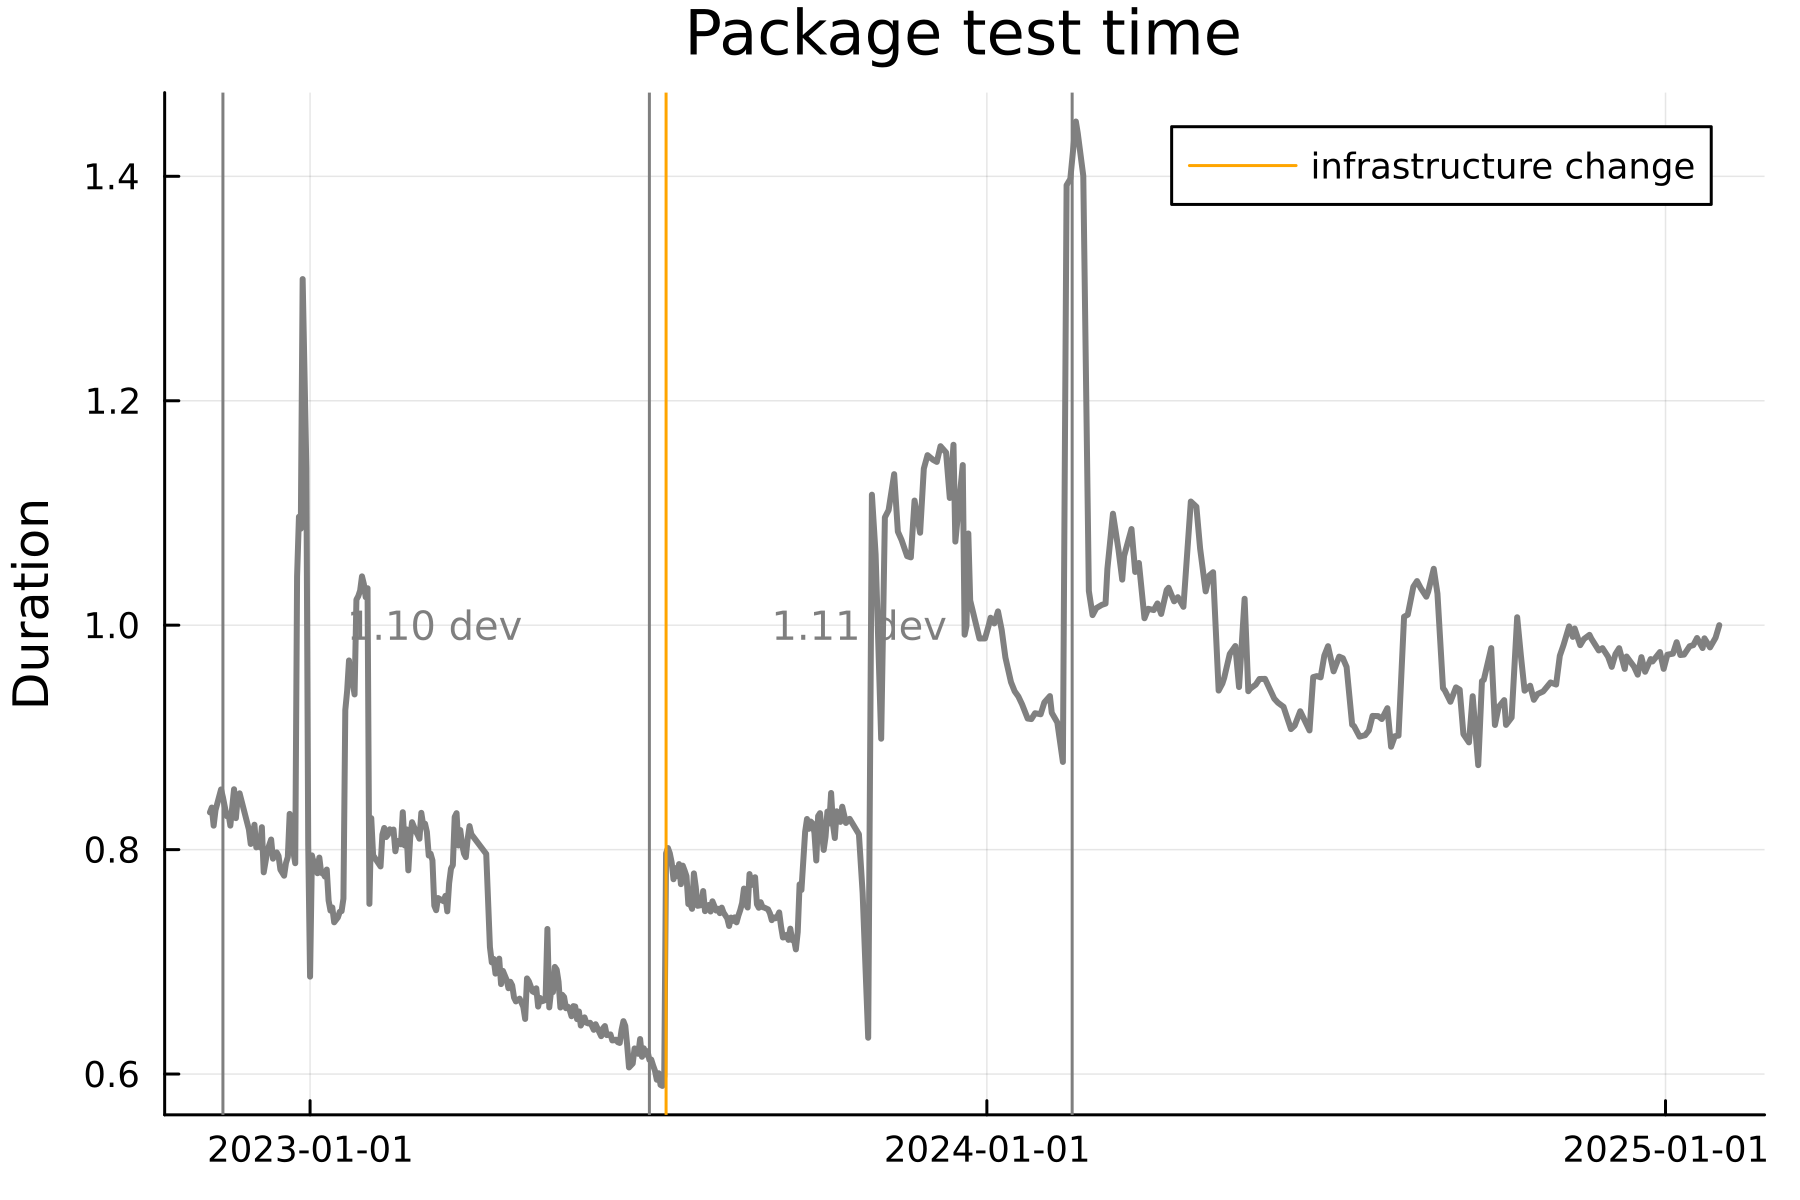 Package test time
infrastructure change
1.4
1.2
1.0
0.8
0.6
Duration
1.10 dev
1.11 dev
2023-01-01
2024-01-01
2025-01-01